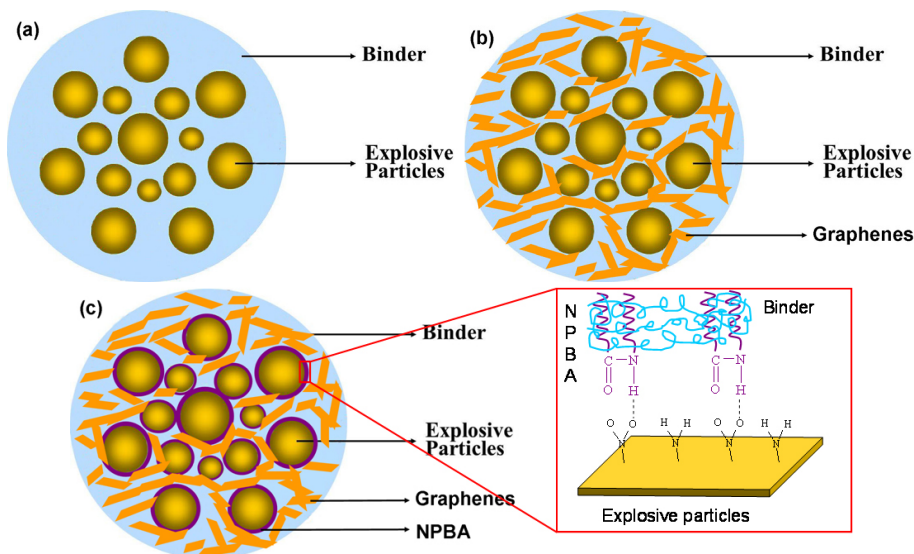 (a)
Binder
Explosive
Particles
(b)
Binder
Explosive
Particles
Graphenes
(c)
Binder
Explosive
Particles
Graphenes
NPBA
N
P
B
A
Binder
C N C N
O H O H
O O H H O O H H
N N N N
Explosive particles